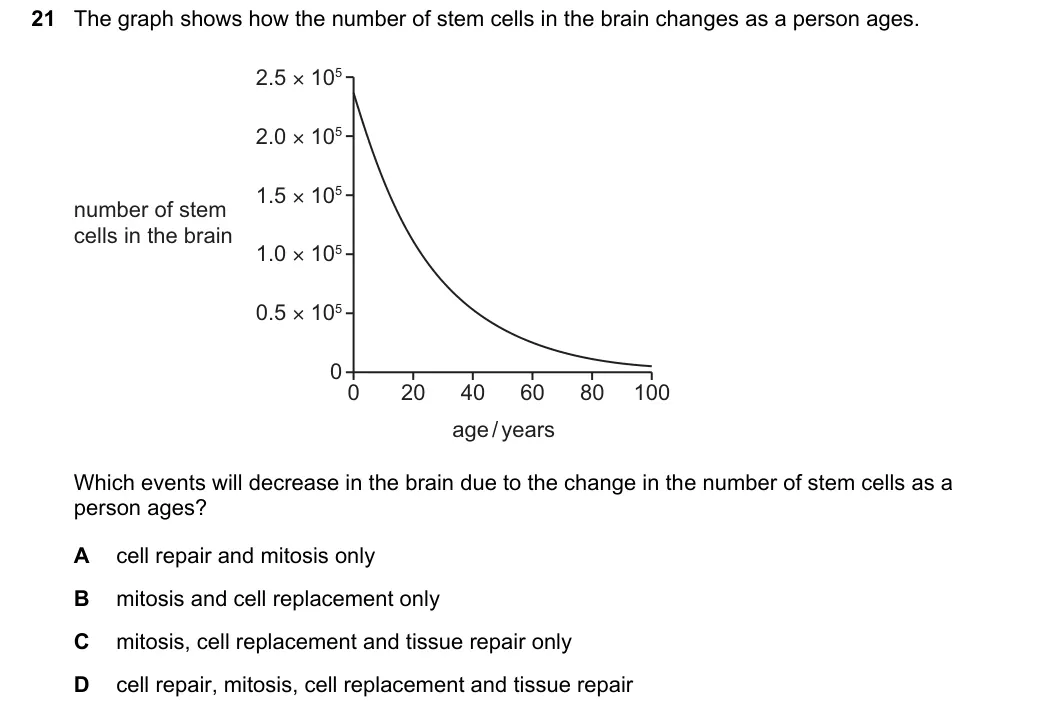 21 The graph shows how the number of stem cells in the brain changes as a person ages.
2.5 × 10⁵
2.0 × 10⁵
1.5 × 10⁵
number of stem
cells in the brain
1.0 × 10⁵
0.5 × 10⁵
0
0 20 40 60 80 100
age / years
Which events will decrease in the brain due to the change in the number of stem cells as a
person ages?
A cell repair and mitosis only
B mitosis and cell replacement only
C mitosis, cell replacement and tissue repair only
D cell repair, mitosis, cell replacement and tissue repair